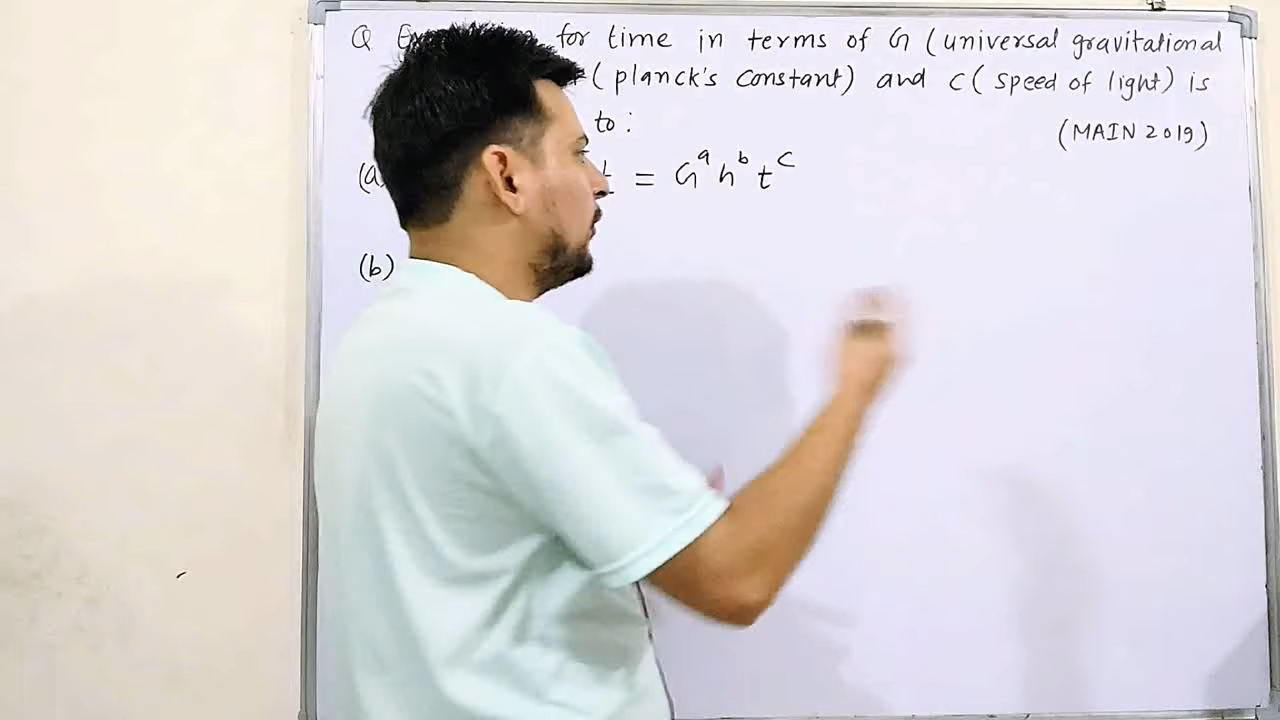 Q for time in terms of G (universal gravitational
(planck's constant) and c (speed of light) is
to:
(MAIN 2019)
(a
t = G^a h^b t^c
(b)